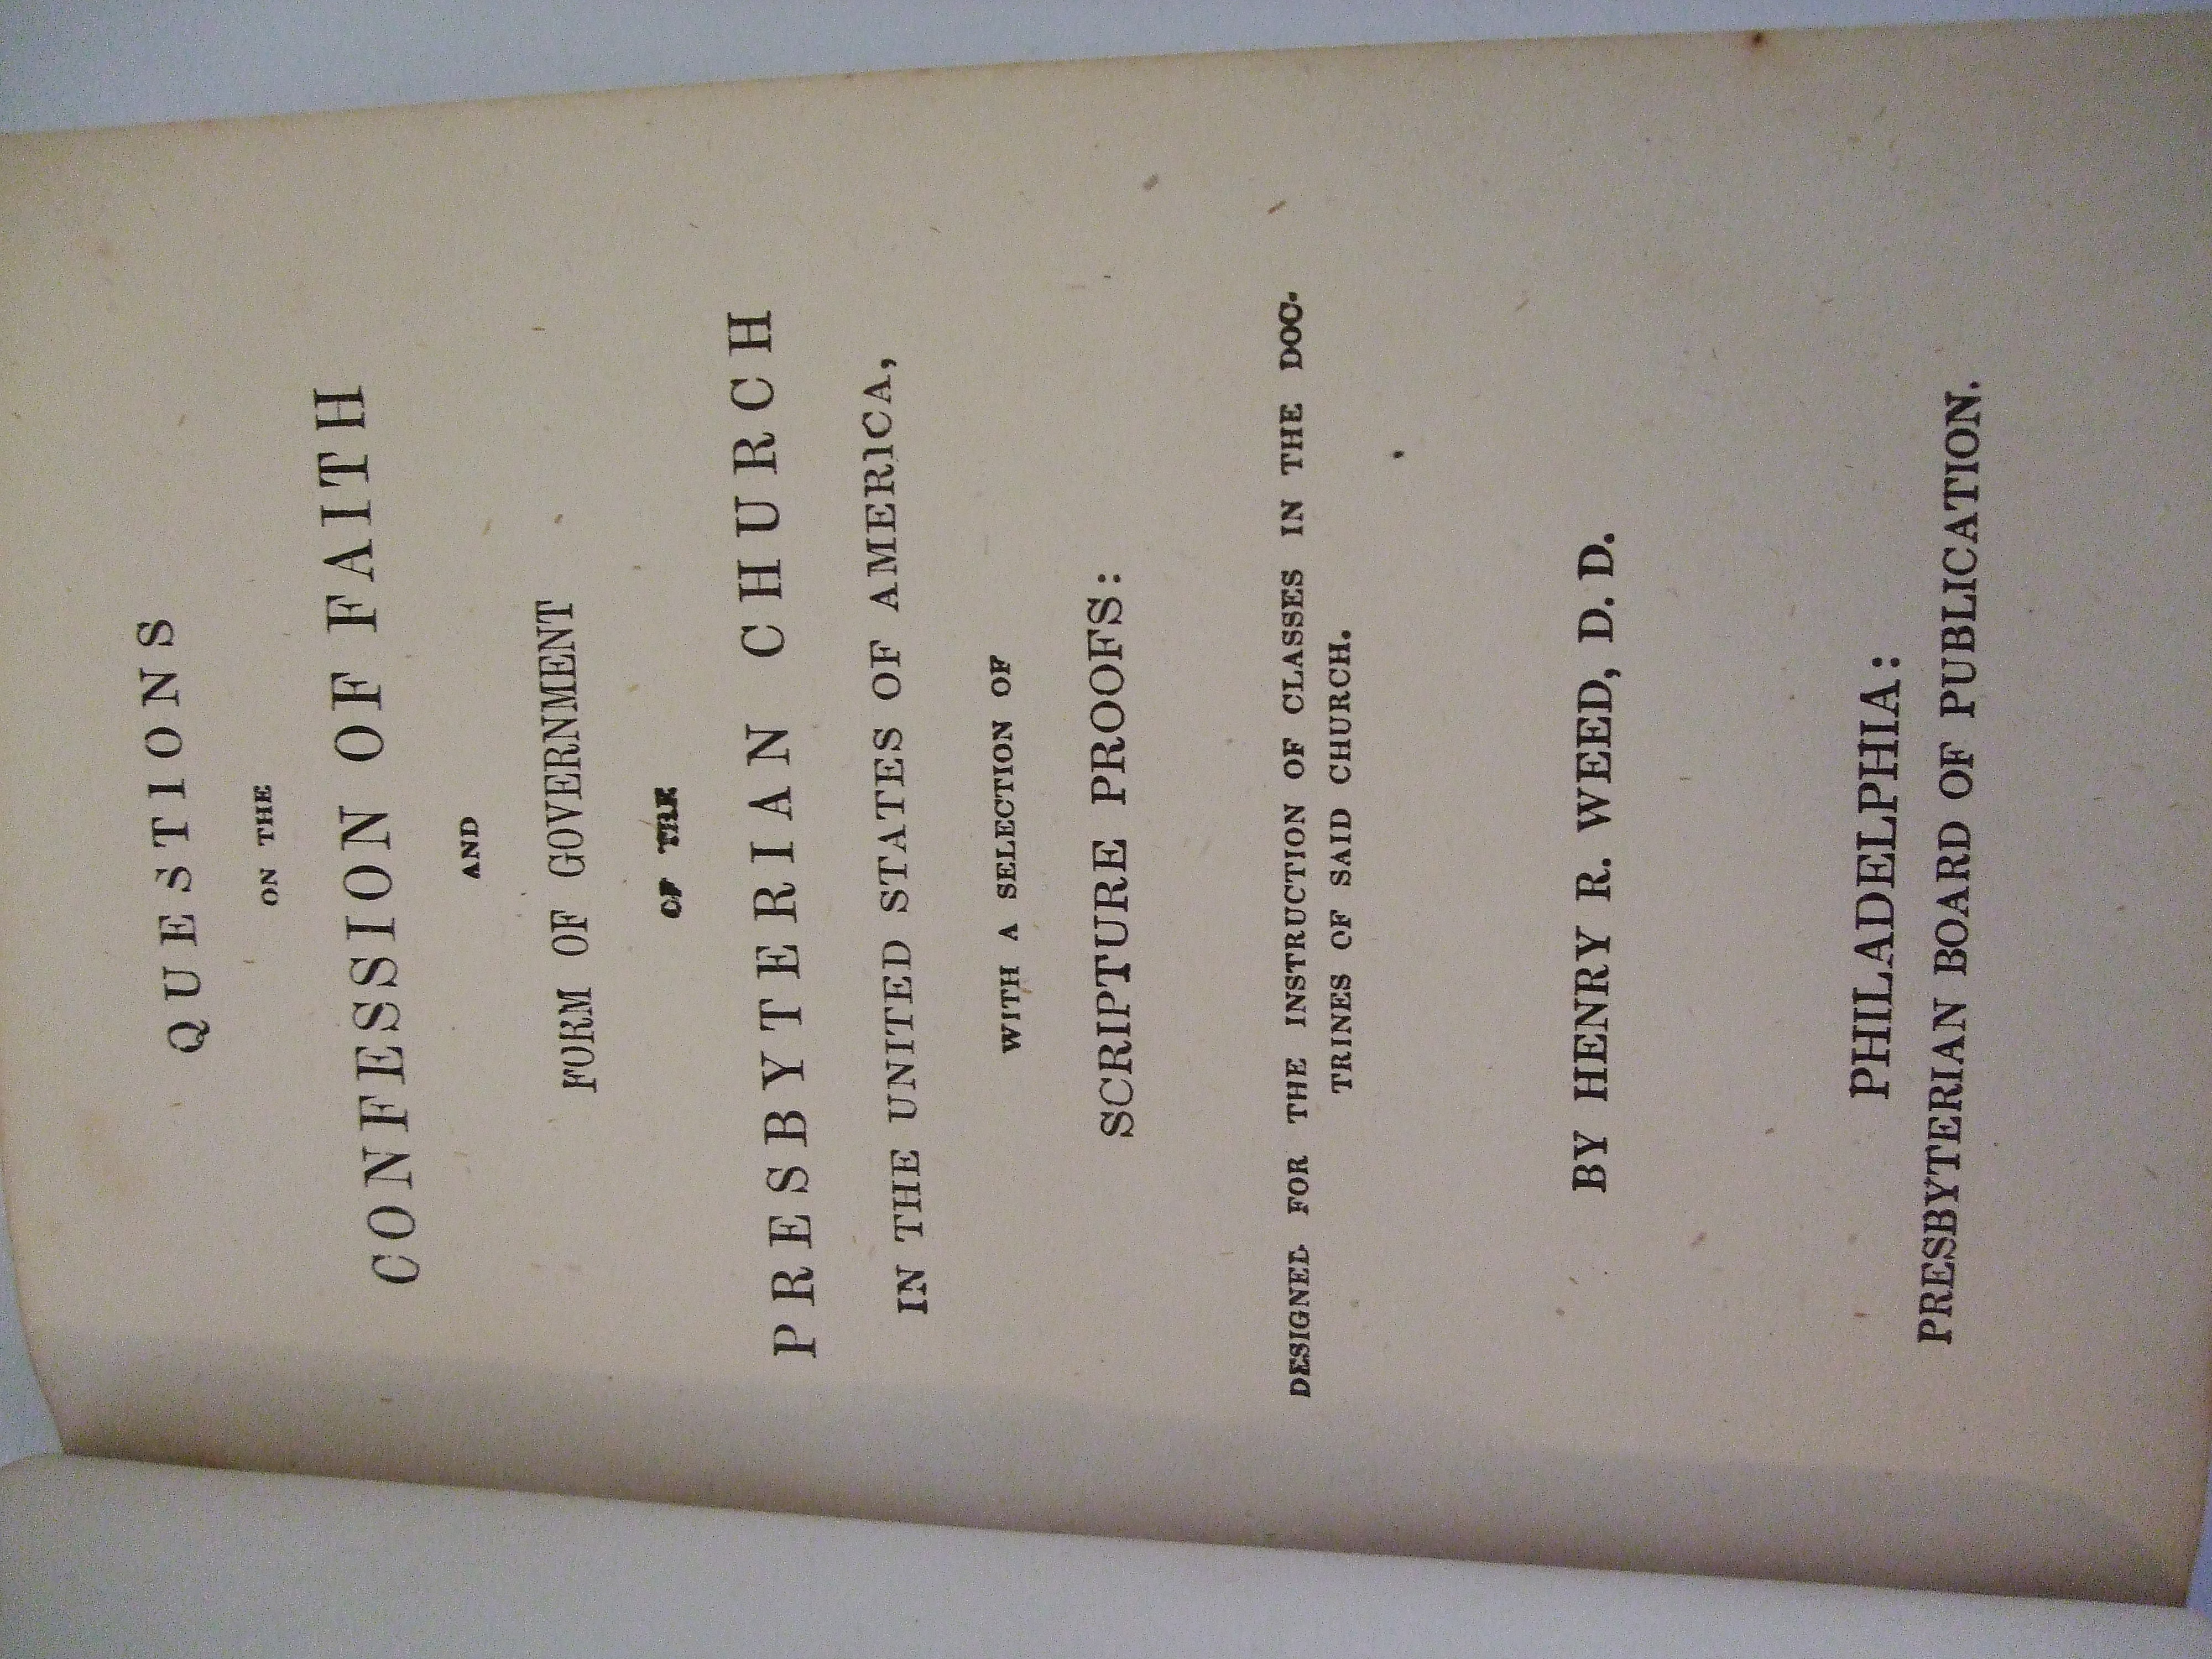 QUESTIONS
ON THE
CONFESSION OF FAITH
AND
FORM OF GOVERNMENT
OF THE
PRESBYTERIAN CHURCH
IN THE UNITED STATES OF AMERICA,
WITH A SELECTION OF
SCRIPTURE PROOFS:
DESIGNED FOR THE INSTRUCTION OF CLASSES IN THE DOC-
TRINES OF SAID CHURCH.
BY HENRY R. WEED, D. D.
PHILADELPHIA:
PRESBYTERIAN BOARD OF PUBLICATION.